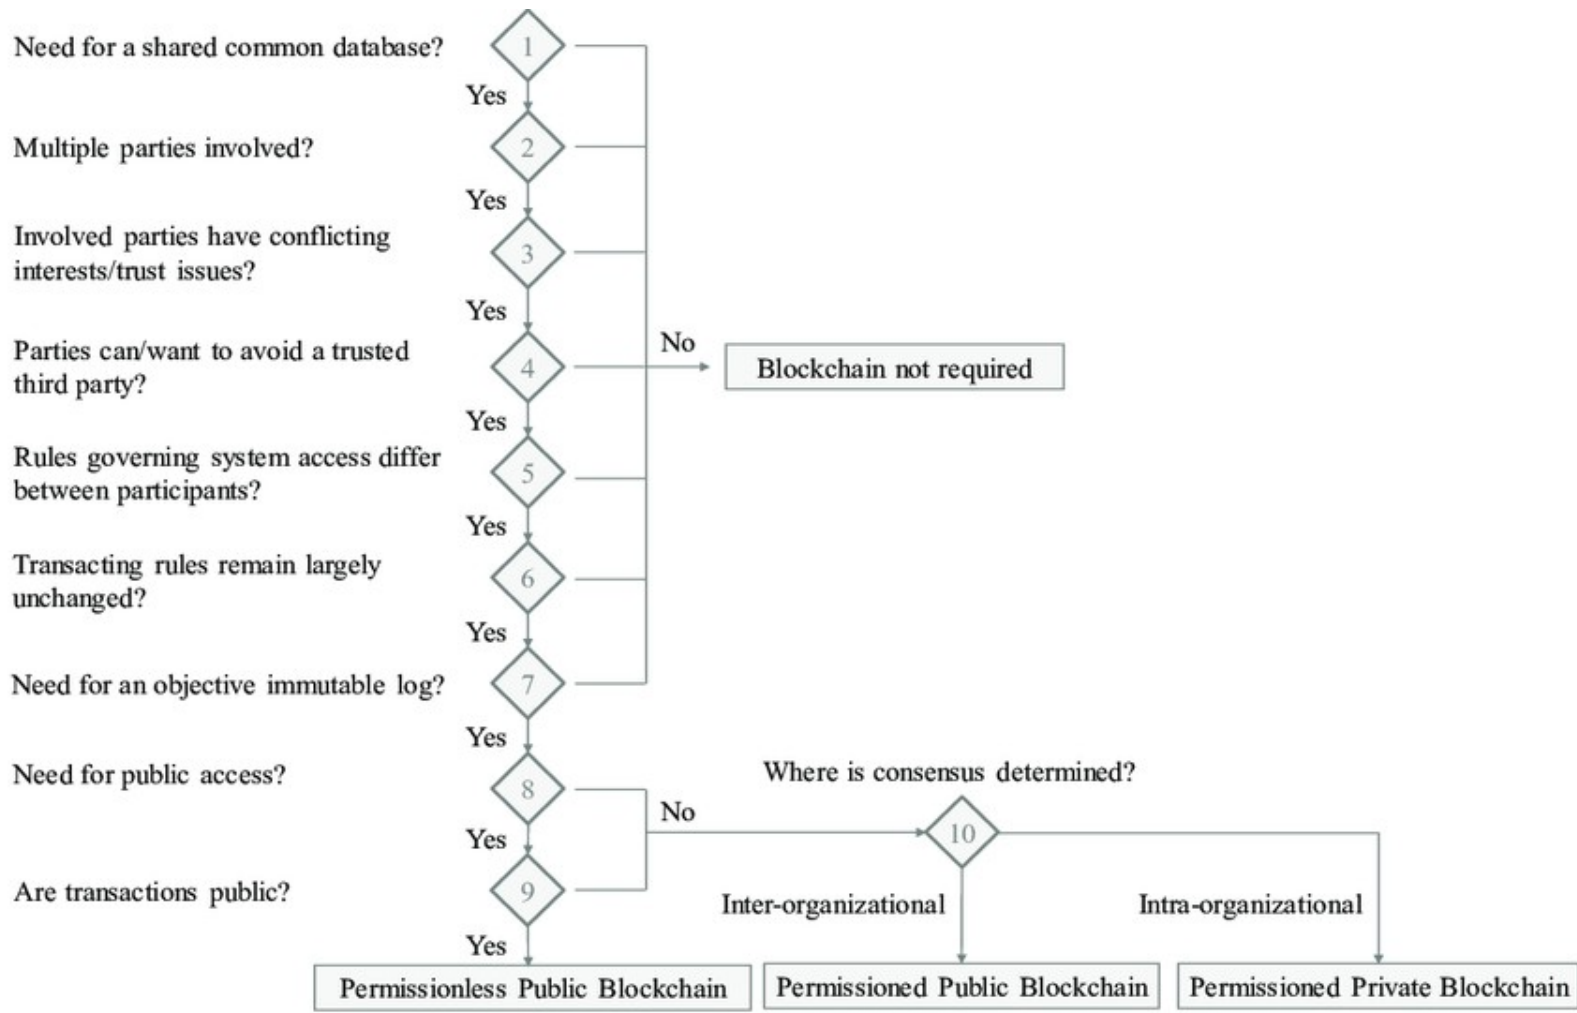 Need for a shared common database?
1
Yes
Multiple parties involved?
2
Yes
Involved parties have conflicting
interests/trust issues?
3
Yes
Parties can/want to avoid a trusted
third party?
4
No
Blockchain not required
Yes
Rules governing system access differ
between participants?
5
Yes
Transacting rules remain largely
unchanged?
6
Yes
Need for an objective immutable log?
7
Yes
Need for public access?
8
No
Where is consensus determined?
10
Yes
Are transactions public?
9
Inter-organizational
Intra-organizational
Yes
Permissionless Public Blockchain
Permissioned Public Blockchain
Permissioned Private Blockchain